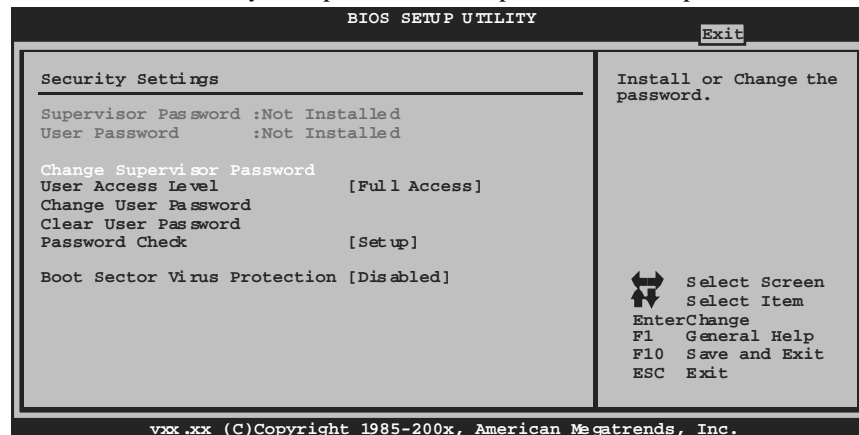 BIOS SETUP UTILITY
Exit
Security Settings
Supervisor Password :Not Installed
User Password :Not Installed
Change Supervisor Password
User Access Level [Full Access]
Change User Password
Clear User Password
Password Check [Setup]
Boot Sector Virus Protection [Disabled]
Install or Change the
password.
Select Screen
Select Item
EnterChange
F1 General Help
F10 Save and Exit
ESC Exit
vxx.xx (C)Copyright 1985-200x, American Megatrends, Inc.